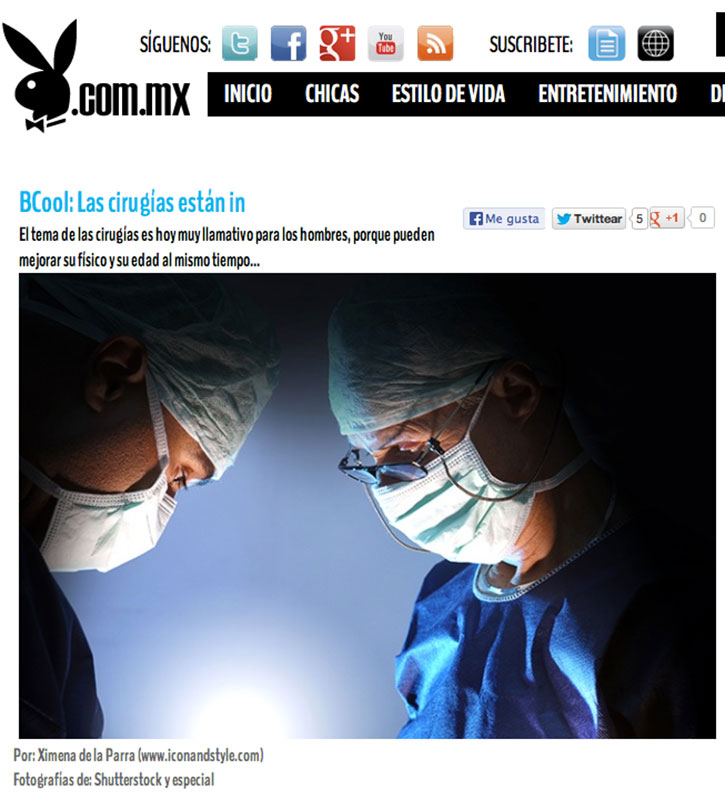 SÍGUENOS:
You Tube
SUSCRIBETE:
.com.mx
INICIO CHICAS ESTILO DE VIDA ENTRETENIMIENTO
BCool: Las cirugías están in
Me gusta
Twittear
5
g +1
0
El tema de las cirugías es hoy muy llamativo para los hombres, porque pueden
mejorar su físico y su edad al mismo tiempo...
Por: Ximena de la Parra (www.iconandstyle.com)
Fotografias de: Shutterstock y especial